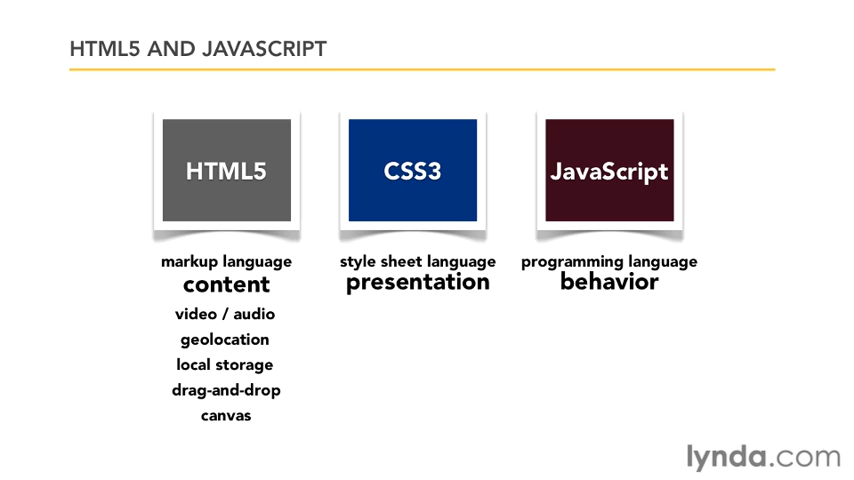 HTML5 AND JAVASCRIPT
HTML5
markup language
content
video / audio
geolocation
local storage
drag-and-drop
canvas
CSS3
style sheet language
presentation
JavaScript
programming language
behavior
lynda.com